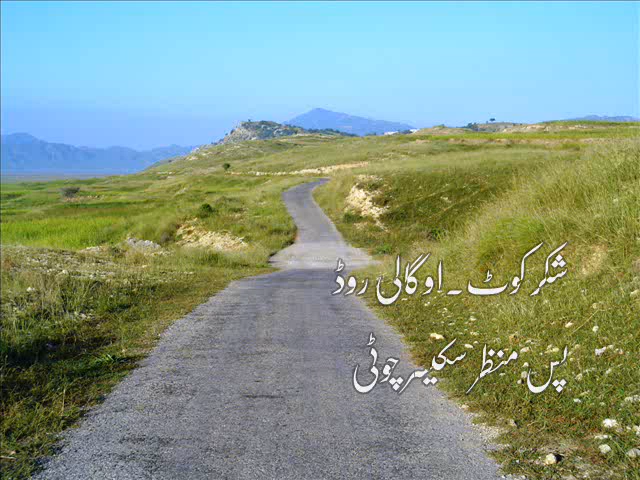 شکر کوٹ ۔ اوگالی روڈ
پس منظر سکیسر چوٹی